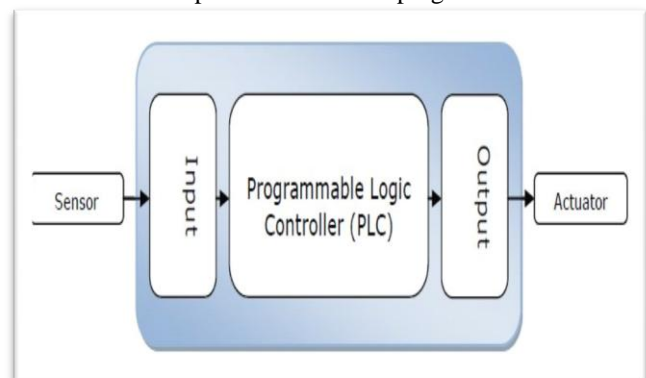 Sensor
Input
Programmable Logic
Controller (PLC)
Output
Actuator